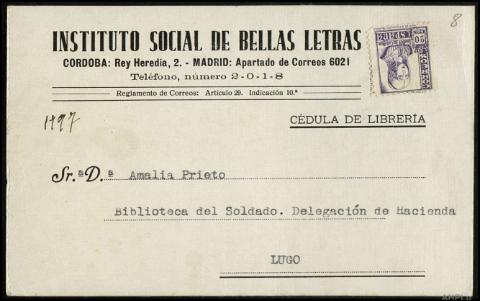 8
INSTITUTO SOCIAL DE BELLAS LETRAS
CORDOBA: Rey Heredia, 2. - MADRID: Apartado de Correos 6021
Teléfono, número 2-0-1-8
Reglamento de Correos: Artículo 29. Indicación 10.ª
1997
CÉDULA DE LIBRERÍA
Sr.ª D.ª Amalia Prieto
Biblioteca del Soldado. Delegación de Hacienda
LUGO